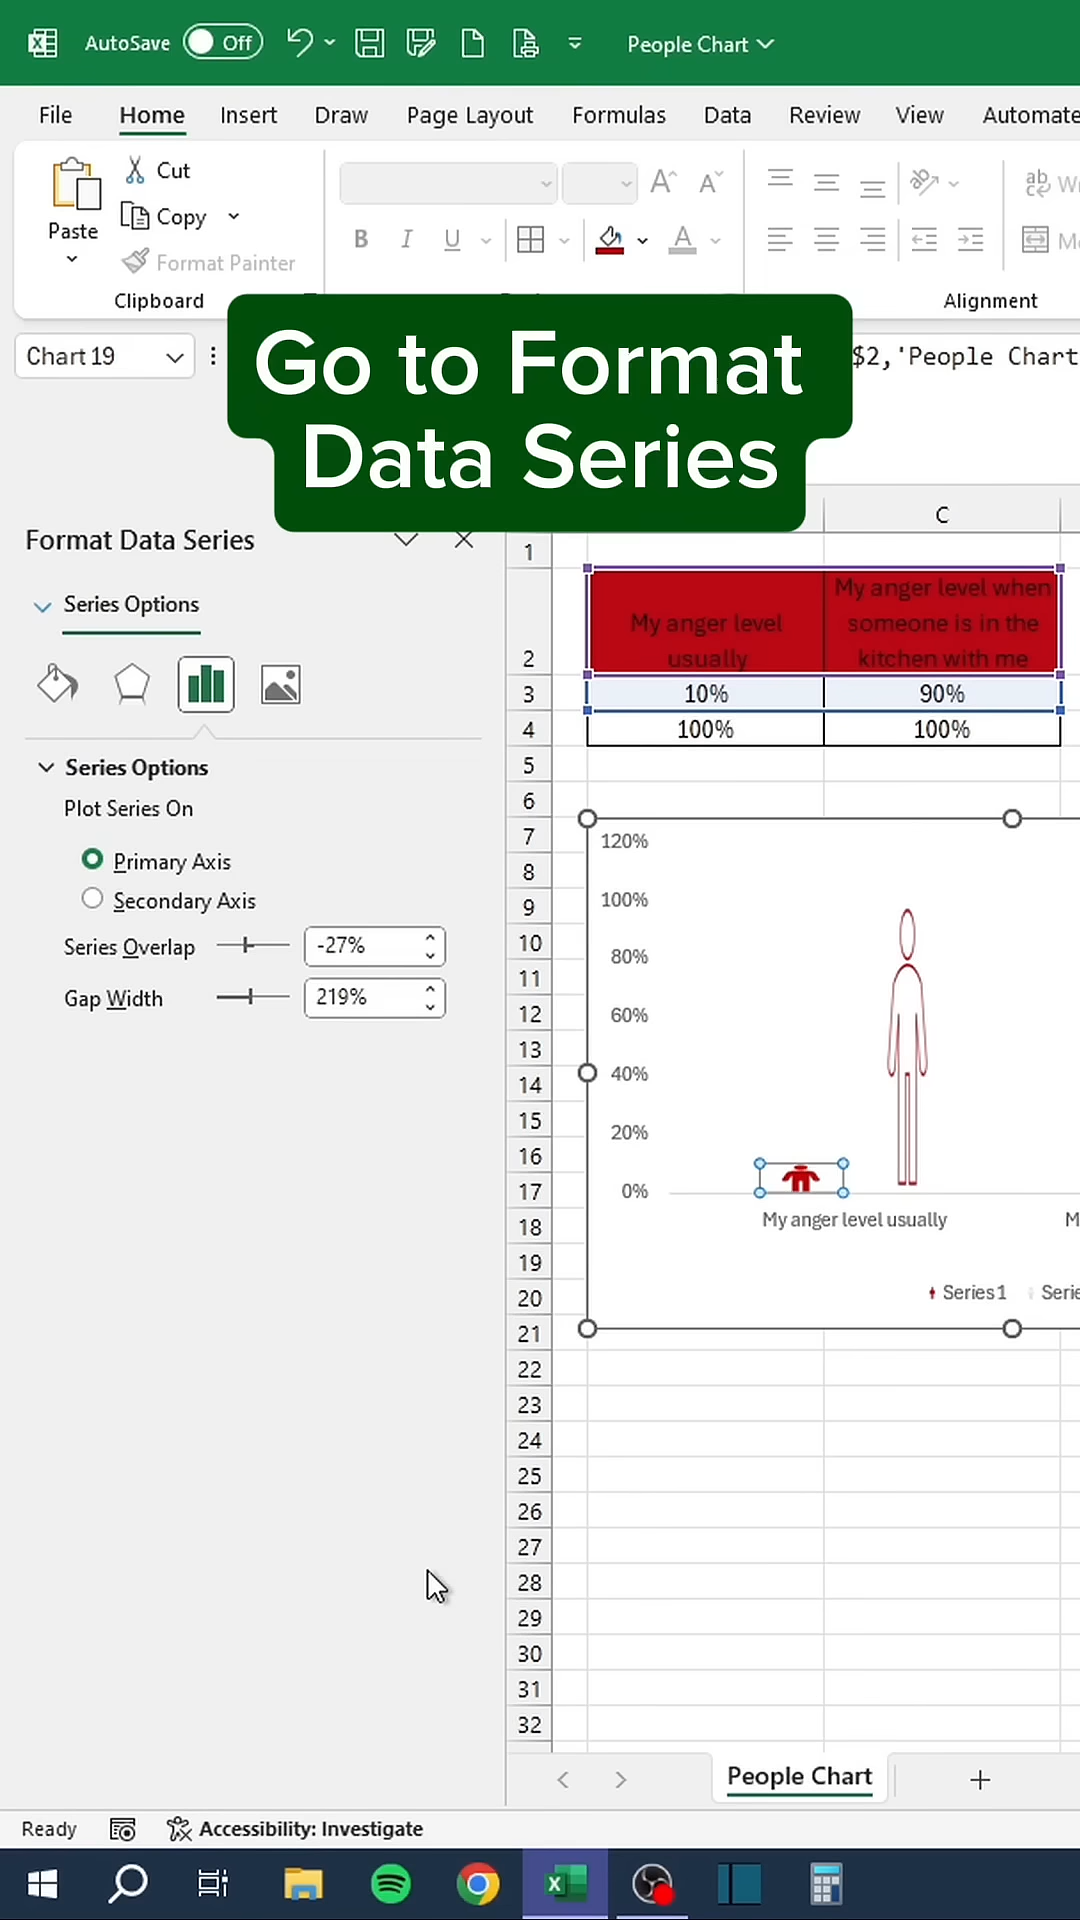 AutoSave Off People Chart
File Home Insert Draw Page Layout Formulas Data Review View Automate
Cut
Copy
Paste
Format Painter
B I U A
Clipboard
Alignment
Go to Format
Data Series
Chart 19
$2,'People Chart
Format Data Series
Series Options
Series Options
Plot Series On
Primary Axis
Secondary Axis
Series Overlap -27%
Gap Width 219%
C
1
2
3
4
5
6
7
8
9
10
11
12
13
14
15
16
17
18
19
20
21
22
23
24
25
26
27
28
29
30
31
32
My anger level
usually
My anger level when
someone is in the
kitchen with me
10% 90%
100% 100%
120%
100%
80%
60%
40%
20%
0%
My anger level usually
M
Series1 Serie
People Chart
Ready Accessibility: Investigate